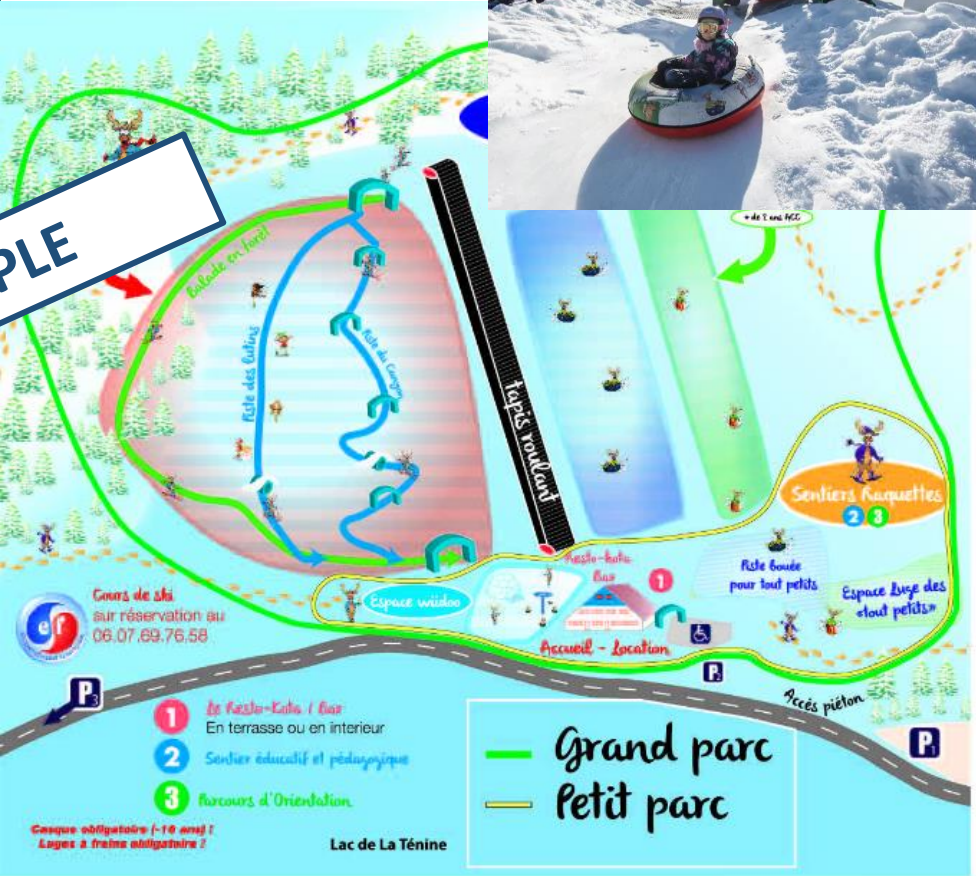 PLE
+ de 2 ans ACC
Balade en forêt
Piste des lutins
Piste du Canyon
tapis roulant
Sentiers Raquettes
2 3
Resto-Kota
Bar
1
Piste bouée
pour tout petits
Espace Luge des
«tout petits»
Espace wiidoo
Accueil - Location
Cours de ski
sur réservation au
06.07.69.76.58
esf
P3
P2
Accés piéton
P1
1
Le Resto-Kota / Bar
En terrasse ou en interieur
2
Sentier éducatif et pédagogique
3
Parcours d'Orientation
Grand parc
Petit parc
Casque obligatoire (-16 ans) !
Luges à freins obligatoire !
Lac de La Ténine